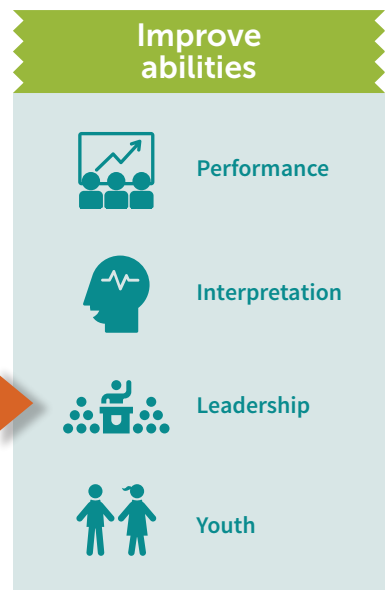 Improve
abilities
Performance
Interpretation
Leadership
Youth